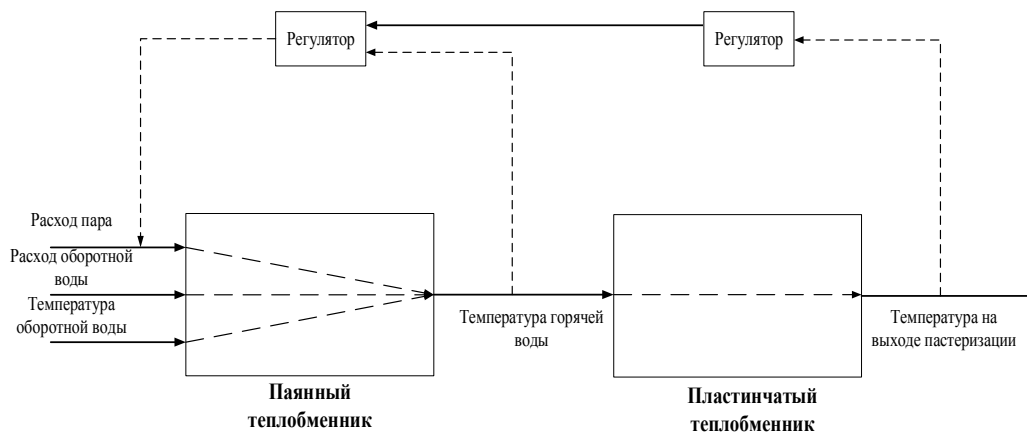 Регулятор
Регулятор
Расход пара
Расход оборотной
воды
Температура
оборотной воды
Температура горячей
воды
Температура на
выходе пастеризации
Паянный
теплобменник
Пластинчатый
теплобменник